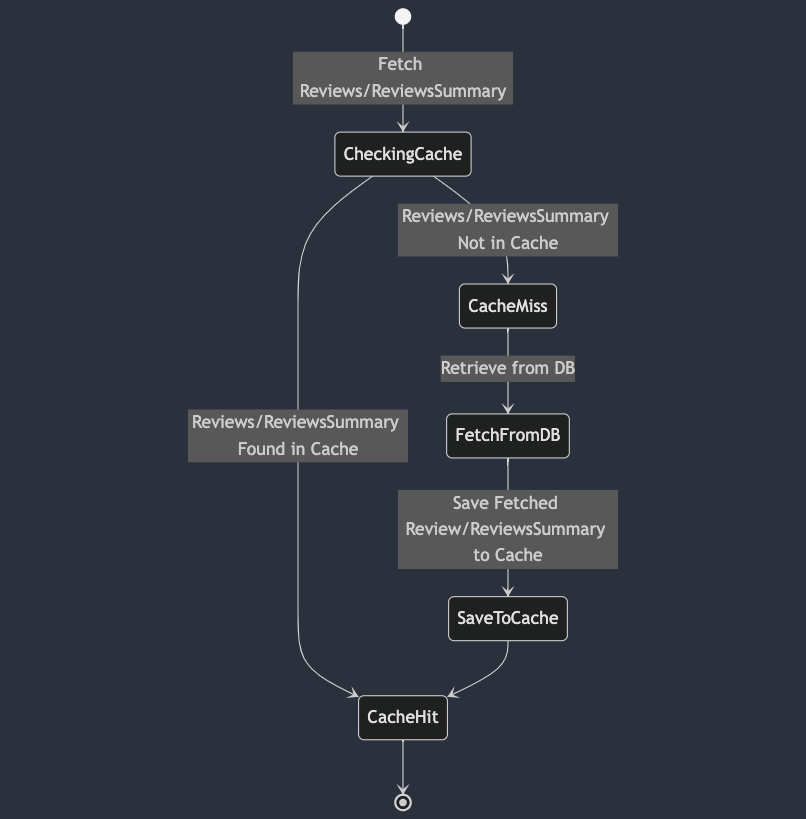 Fetch
Reviews/ReviewsSummary
CheckingCache
Reviews/ReviewsSummary
Not in Cache
CacheMiss
Retrieve from DB
Reviews/ReviewsSummary
Found in Cache
FetchFromDB
Save Fetched
Review/ReviewsSummary
to Cache
SaveToCache
CacheHit